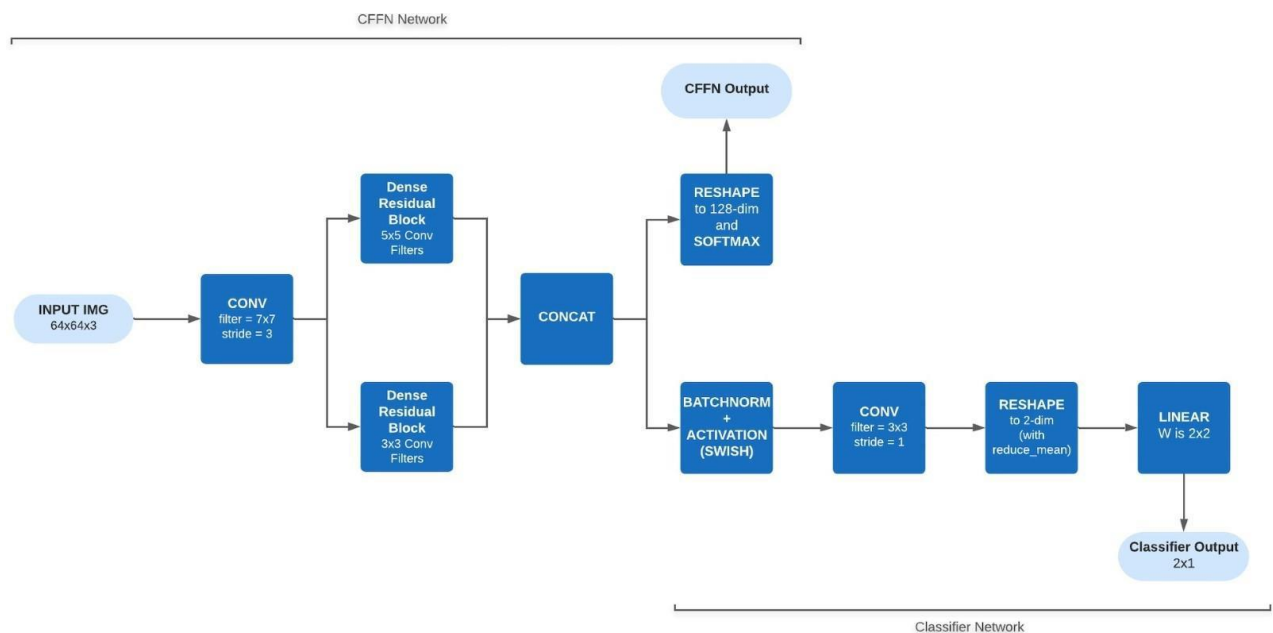 CFFN Network
CFFN Output
Dense
Residual
Block
5x5 Conv
Filters
RESHAPE
to 128-dim
and
SOFTMAX
INPUT IMG
64x64x3
CONV
filter = 7x7
stride = 3
CONCAT
Dense
Residual
Block
3x3 Conv
Filters
BATCHNORM
+
ACTIVATION
(SWISH)
CONV
filter = 3x3
stride = 1
RESHAPE
to 2-dim
(with
reduce_mean)
LINEAR
W is 2x2
Classifier Output
2x1
Classifier Network